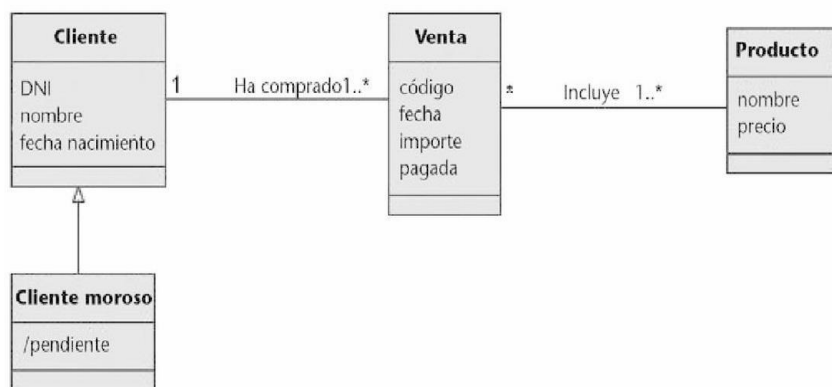 Cliente
DNI
nombre
fecha nacimiento
1
Ha comprado1..*
Venta
código
fecha
importe
pagada
*
Incluye 1..*
Producto
nombre
precio
Cliente moroso
/pendiente